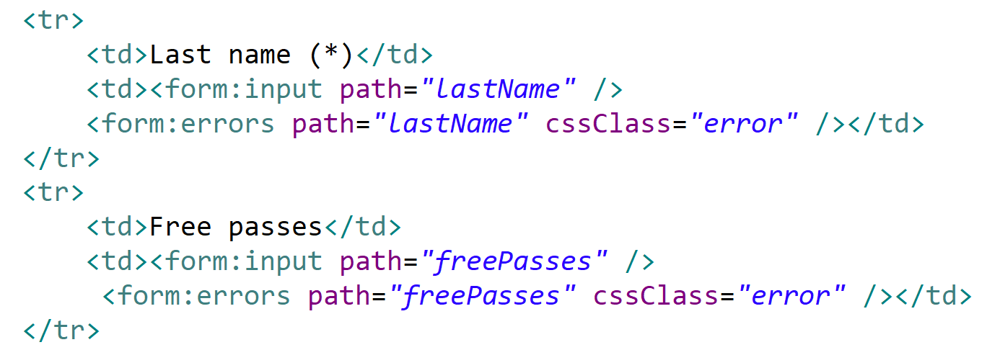 <tr>
    <td>Last name (*)</td>
    <td><form:input path="lastName" />
    <form:errors path="lastName" cssClass="error" /></td>
</tr>
<tr>
    <td>Free passes</td>
    <td><form:input path="freePasses" />
     <form:errors path="freePasses" cssClass="error" /></td>
</tr>